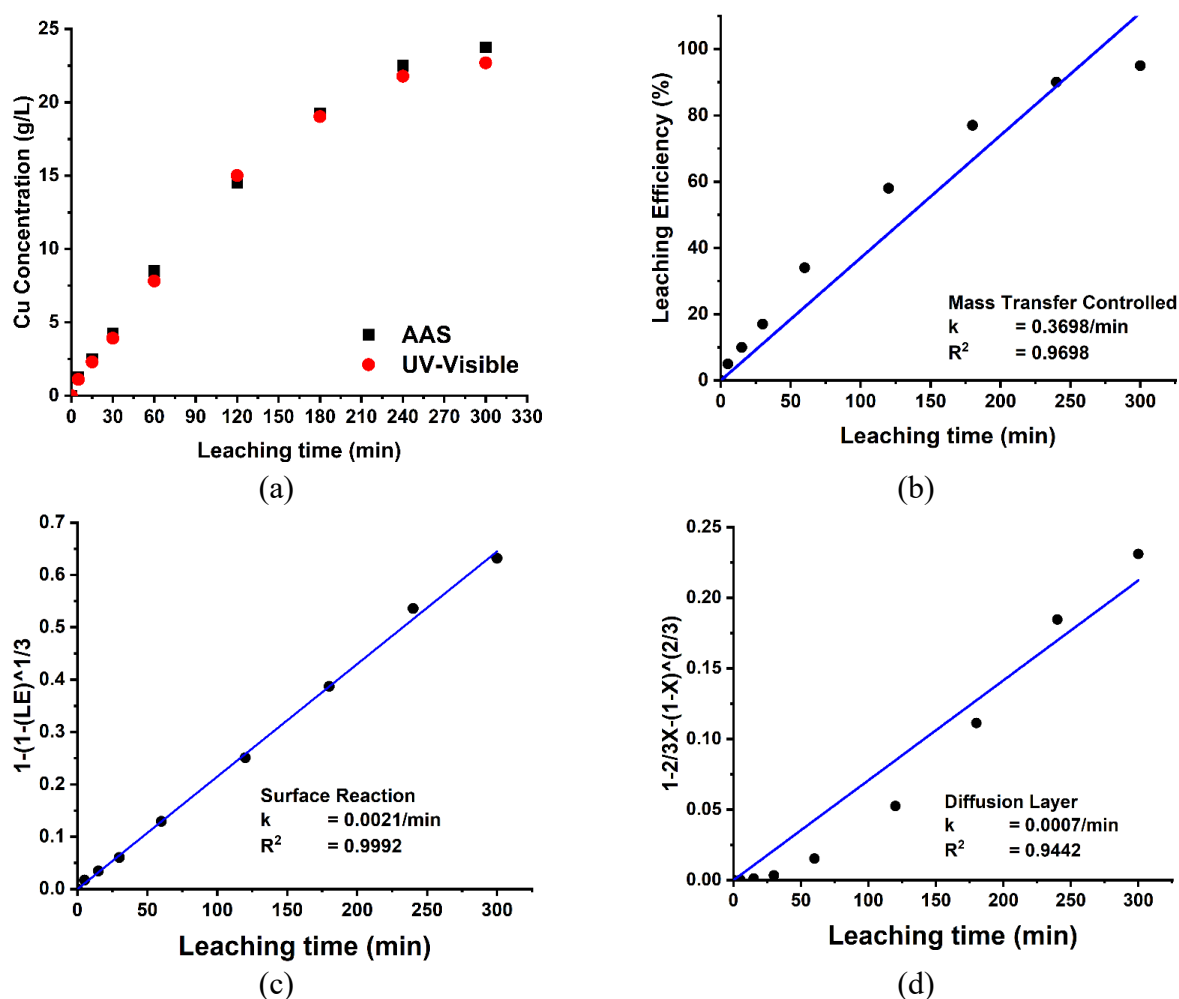 25
20
15
10
5
0
Cu Concentration (g/L)
AAS
UV-Visible
0 30 60 90 120 150 180 210 240 270 300 330
Leaching time (min)
(a)
100
80
60
40
20
0
Leaching Efficiency (%)
Mass Transfer Controlled
k = 0.3698/min
R² = 0.9698
0 50 100 150 200 250 300
Leaching time (min)
(b)
0.7
0.6
0.5
0.4
0.3
0.2
0.1
0.0
1-(1-(LE)^1/3
Surface Reaction
k = 0.0021/min
R² = 0.9992
0 50 100 150 200 250 300
Leaching time (min)
(c)
0.25
0.20
0.15
0.10
0.05
0.00
1-2/3X-(1-X)^(2/3)
Diffusion Layer
k = 0.0007/min
R² = 0.9442
0 50 100 150 200 250 300
Leaching time (min)
(d)